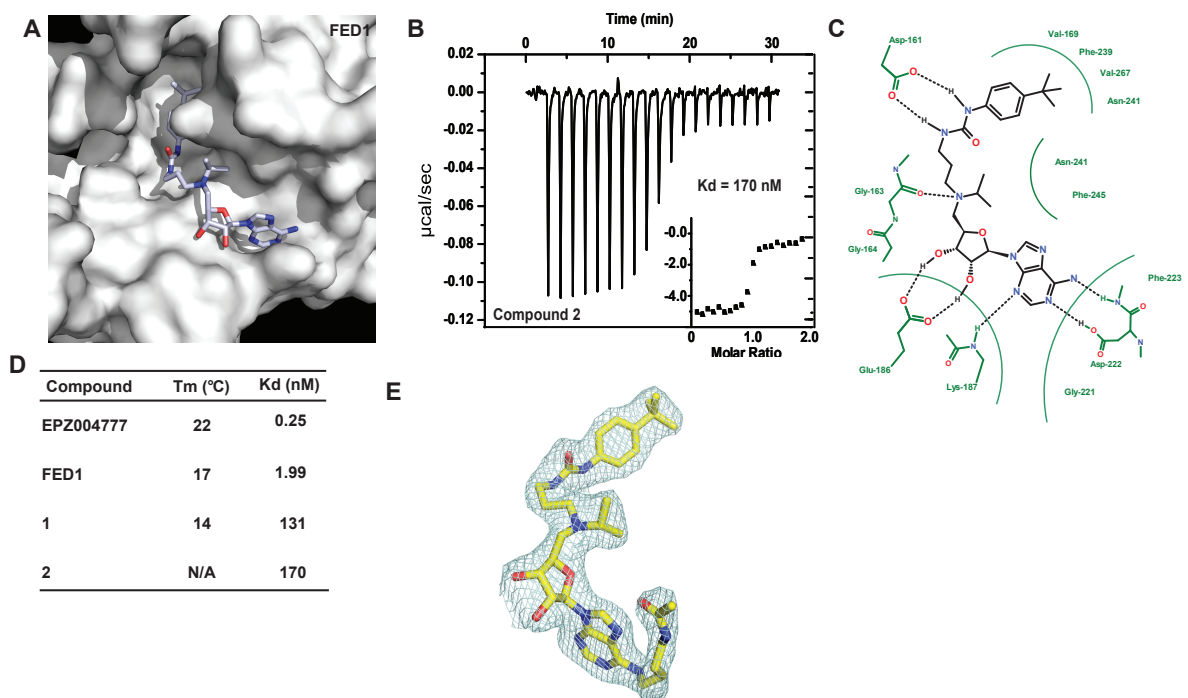 A
FED1
B
Time (min)
0 10 20 30
0.02
0.00
-0.02
-0.04
-0.06
-0.08
-0.10
-0.12
µcal/sec
Kd = 170 nM
Compound 2
-0.0
-2.0
-4.0
0 1.0 2.0
Molar Ratio
C
Asp-161
Val-169
Phe-239
Val-267
Asn-241
Asn-241
Phe-245
Gly-163
Gly-164
Phe-223
Glu-186
Lys-187
Asp-222
Gly-221
O
O
H
H
N
N
O
N
O
N
N
O
O
H
O
H
O
O
O
N
N
N
N
N
H
N
O
N
H
O
O
N
O
N
H
D
Compound Tm (°C) Kd (nM)
EPZ004777 22 0.25
FED1 17 1.99
1 14 131
2 N/A 170
E